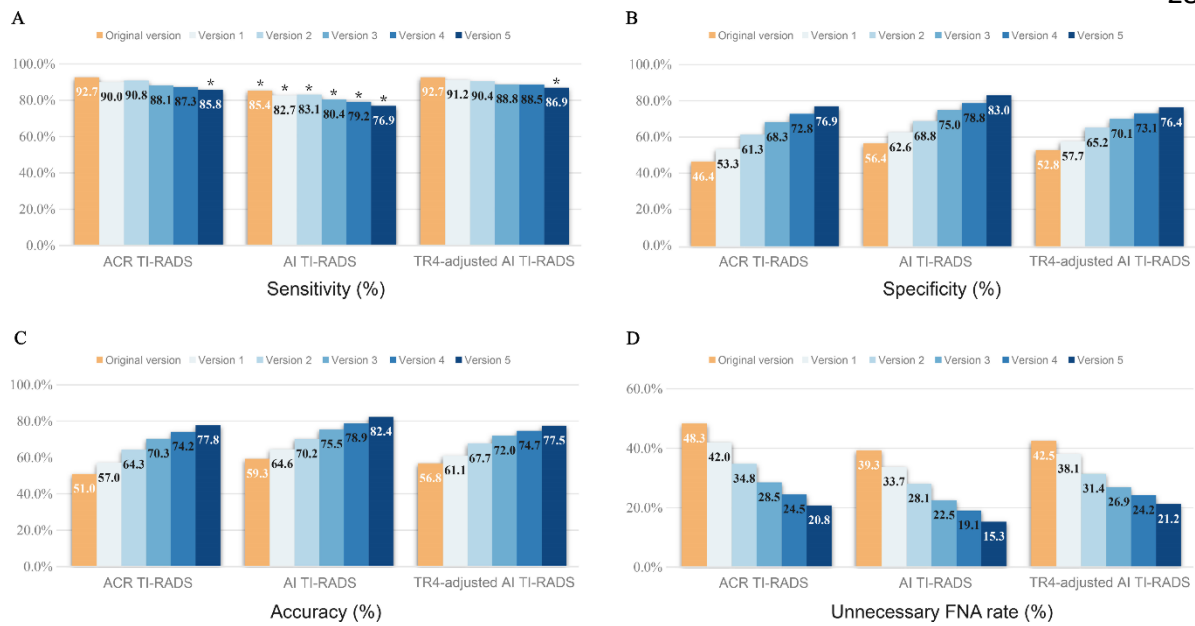 A
Original version Version 1 Version 2 Version 3 Version 4 Version 5
100.0%
80.0%
60.0%
40.0%
20.0%
0.0%
92.7 90.0 90.8 88.1 87.3 85.8 *
* 85.4 * 82.7 * 83.1 * 80.4 * 79.2 * 76.9
92.7 91.2 90.4 88.8 88.5 86.9 *
ACR TI-RADS AI TI-RADS TR4-adjusted AI TI-RADS
Sensitivity (%)
B
Original version Version 1 Version 2 Version 3 Version 4 Version 5
100.0%
80.0%
60.0%
40.0%
20.0%
0.0%
46.4 53.3 61.3 68.3 72.8 76.9
56.4 62.6 68.8 75.0 78.8 83.0
52.8 57.7 65.2 70.1 73.1 76.4
ACR TI-RADS AI TI-RADS TR4-adjusted AI TI-RADS
Specificity (%)
C
Original version Version 1 Version 2 Version 3 Version 4 Version 5
100.0%
80.0%
60.0%
40.0%
20.0%
0.0%
51.0 57.0 64.3 70.3 74.2 77.8
59.3 64.6 70.2 75.5 78.9 82.4
56.8 61.1 67.7 72.0 74.7 77.5
ACR TI-RADS AI TI-RADS TR4-adjusted AI TI-RADS
Accuracy (%)
D
Original version Version 1 Version 2 Version 3 Version 4 Version 5
60.0%
40.0%
20.0%
0.0%
48.3 42.0 34.8 28.5 24.5 20.8
39.3 33.7 28.1 22.5 19.1 15.3
42.5 38.1 31.4 26.9 24.2 21.2
ACR TI-RADS AI TI-RADS TR4-adjusted AI TI-RADS
Unnecessary FNA rate (%)